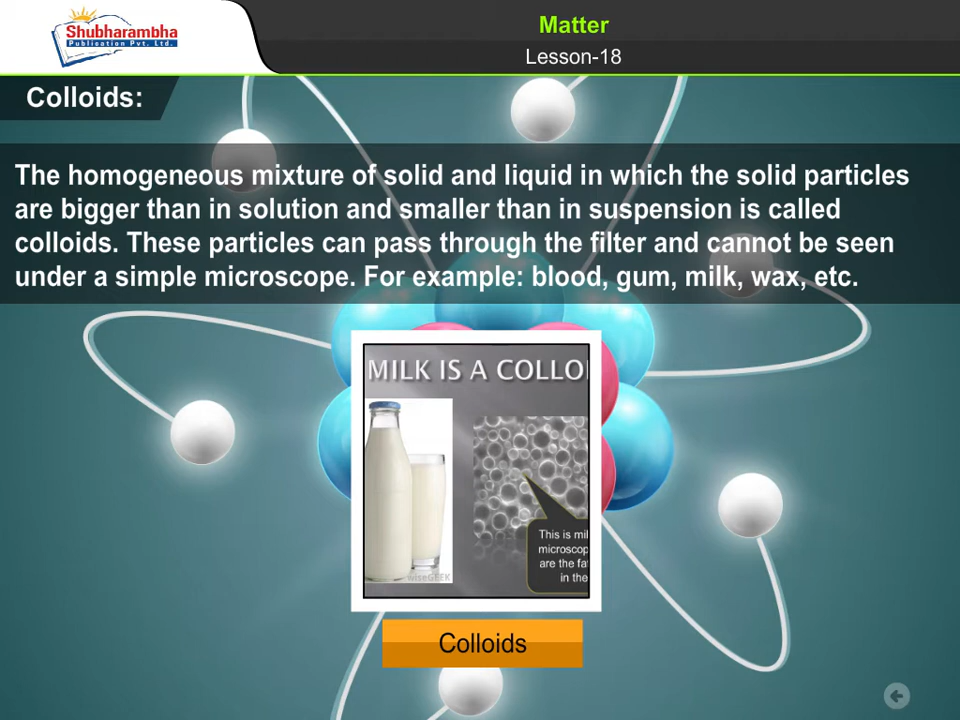 Shubharambha
Publication Pvt. Ltd.
Matter
Lesson-18
Colloids:
The homogeneous mixture of solid and liquid in which the solid particles
are bigger than in solution and smaller than in suspension is called
colloids. These particles can pass through the filter and cannot be seen
under a simple microscope. For example: blood, gum, milk, wax, etc.
MILK IS A COLLO
This is mil
microscop
are the fa
in the
wiseGEEK
Colloids